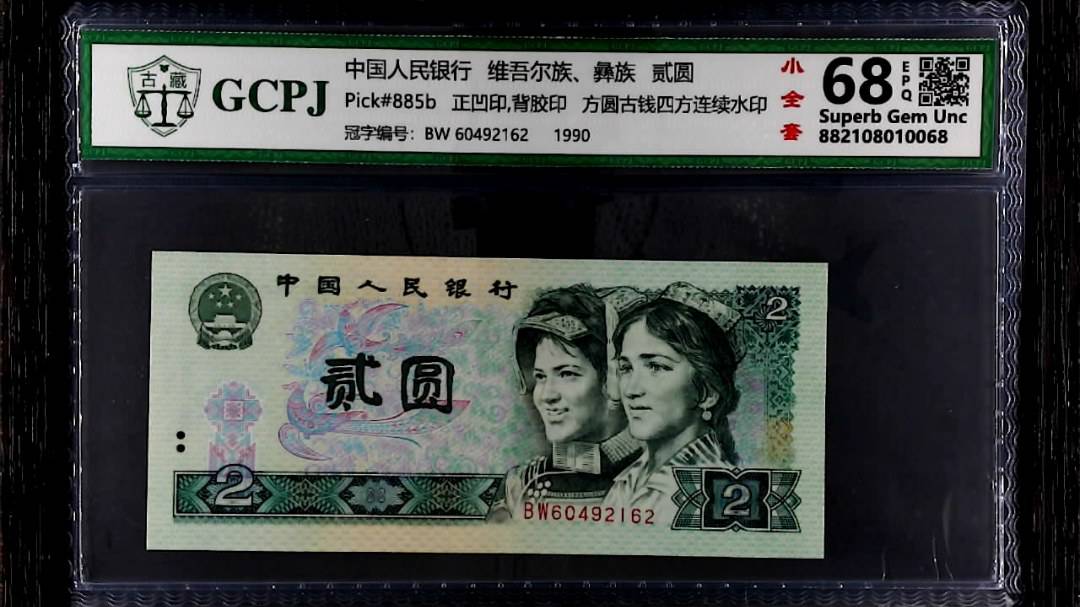 古 藏
GCPJ
中国人民银行 维吾尔族、彝族 贰圆
Pick#885b 正凹印,背胶印 方圆古钱四方连续水印
冠字编号: BW 60492162 1990
小全套
68 EPQ
Superb Gem Unc
882108010068
中国人民银行
2
贰圆
2
BW60492162
2